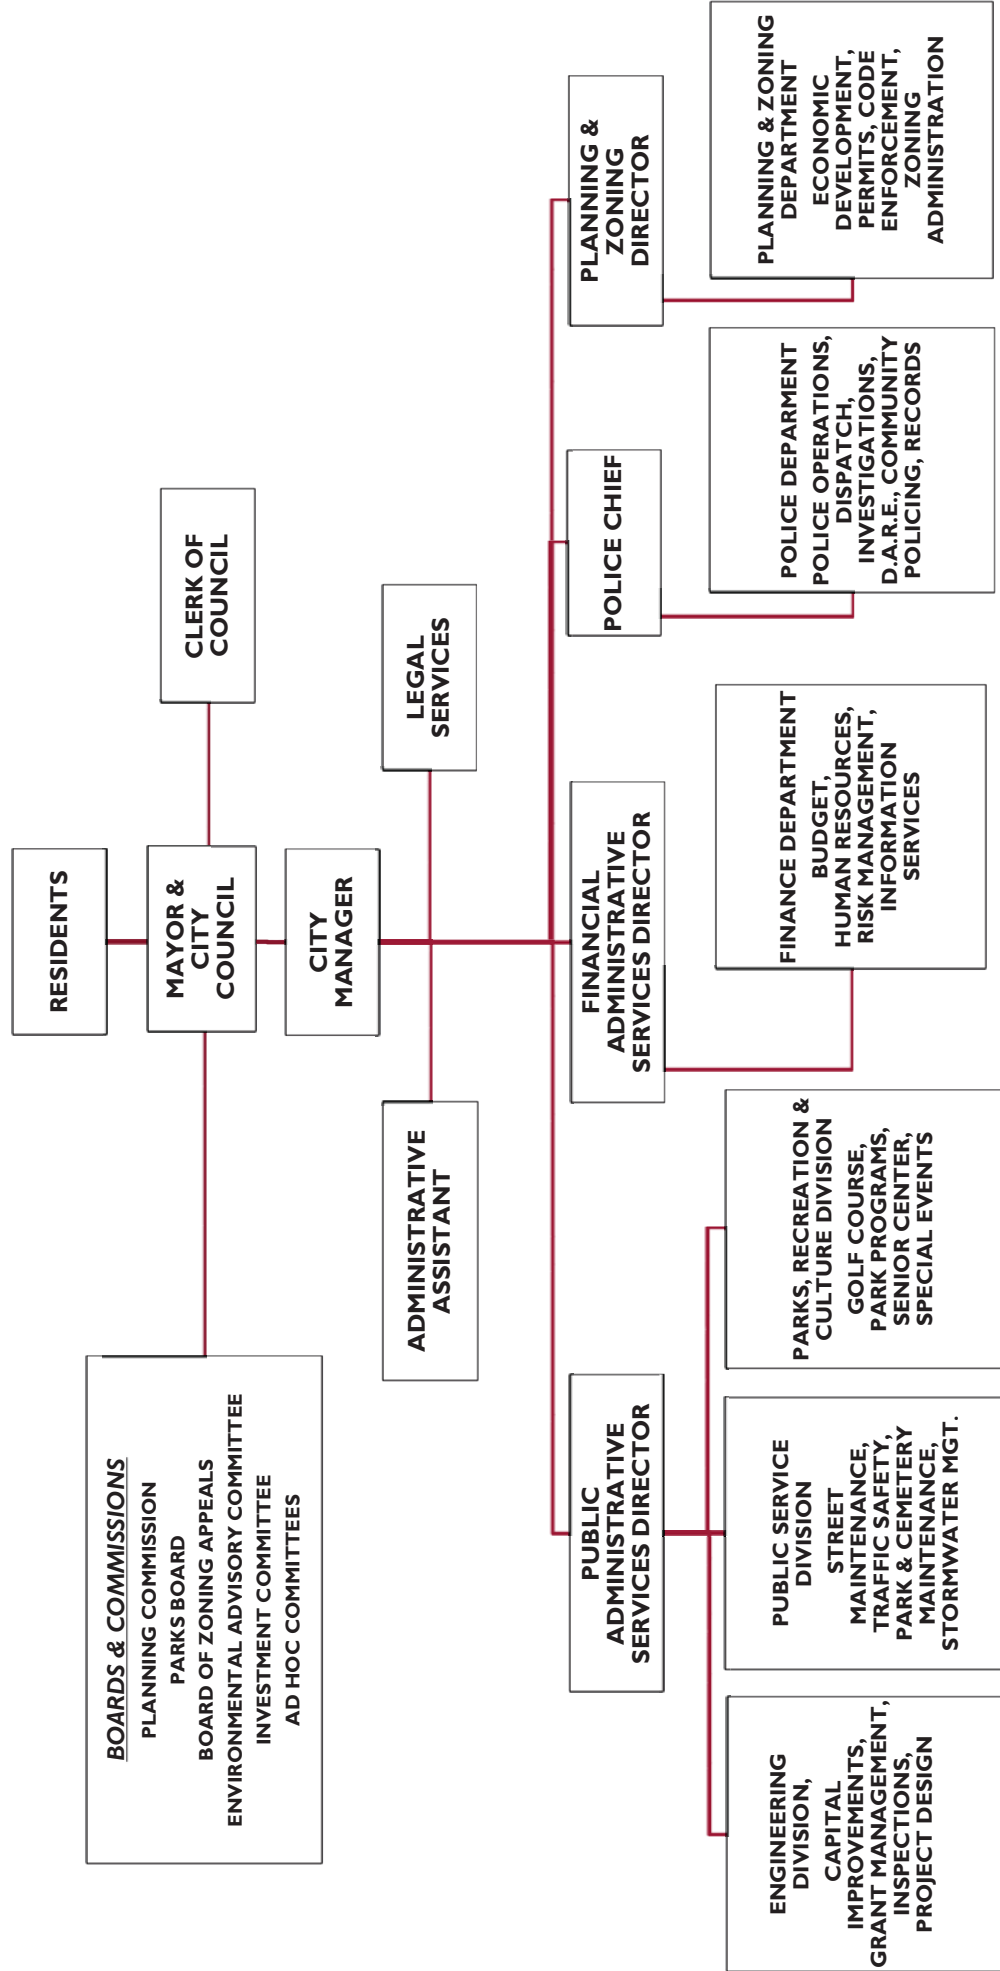 RESIDENTS
BOARDS & COMMISSIONS
PLANNING COMMISSION
PARKS BOARD
BOARD OF ZONING APPEALS
ENVIRONMENTAL ADVISORY COMMITTEE
INVESTMENT COMMITTEE
AD HOC COMMITTEES
MAYOR &
CITY
COUNCIL
CLERK OF
COUNCIL
CITY
MANAGER
ADMINISTRATIVE
ASSISTANT
LEGAL
SERVICES
PUBLIC
ADMINISTRATIVE
SERVICES DIRECTOR
FINANCIAL
ADMINISTRATIVE
SERVICES DIRECTOR
POLICE CHIEF
PLANNING &
ZONING
DIRECTOR
ENGINEERING
DIVISION,
CAPITAL
IMPROVEMENTS,
GRANT MANAGEMENT,
INSPECTIONS,
PROJECT DESIGN
PUBLIC SERVICE
DIVISION
STREET
MAINTENANCE,
TRAFFIC SAFETY,
PARK & CEMETERY
MAINTENANCE,
STORMWATER MGT.
PARKS, RECREATION &
CULTURE DIVISION
GOLF COURSE,
PARK PROGRAMS,
SENIOR CENTER,
SPECIAL EVENTS
FINANCE DEPARTMENT
BUDGET,
HUMAN RESOURCES,
RISK MANAGEMENT,
INFORMATION
SERVICES
POLICE DEPARMENT
POLICE OPERATIONS,
DISPATCH,
INVESTIGATIONS,
D.A.R.E., COMMUNITY
POLICING, RECORDS
PLANNING & ZONING
DEPARTMENT
ECONOMIC
DEVELOPMENT,
PERMITS, CODE
ENFORCEMENT,
ZONING
ADMINISTRATION